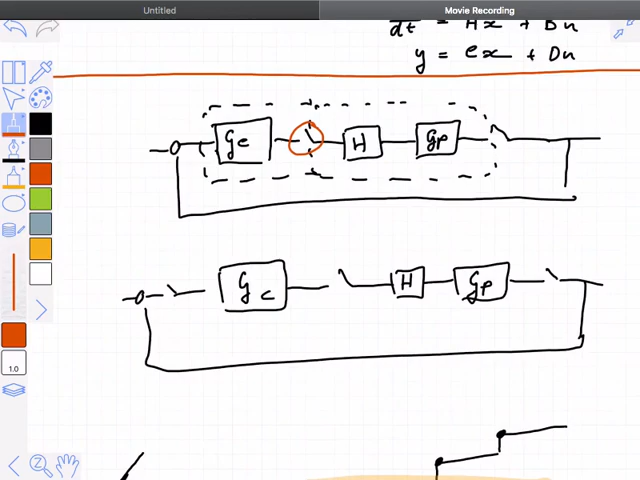 Untitled
Movie Recording
dt = Ax + Bu
y = Cx + Du
Gc H Gp
Gc H Gp
1.0